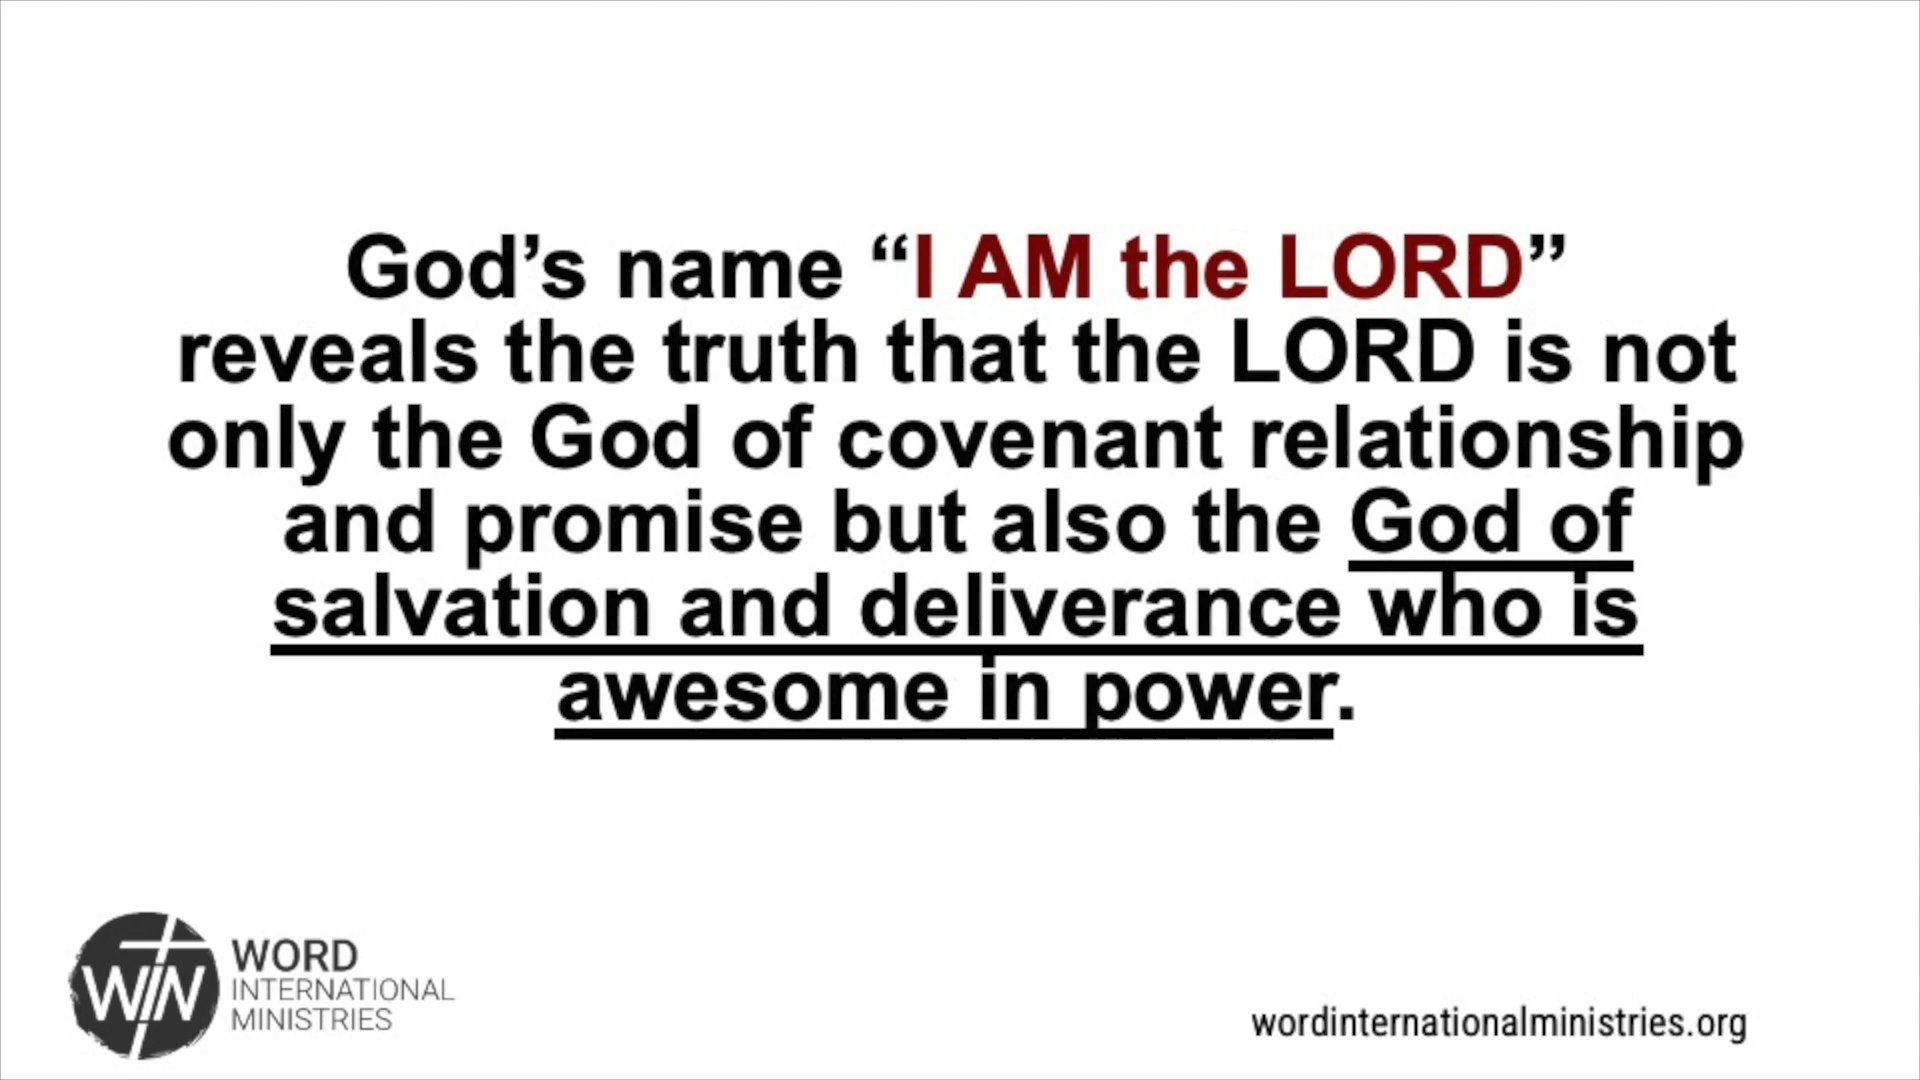 God’s name “I AM the LORD”
reveals the truth that the LORD is not
only the God of covenant relationship
and promise but also the God of
salvation and deliverance who is
awesome in power.
WIN
WORD
INTERNATIONAL
MINISTRIES
wordinternationalministries.org